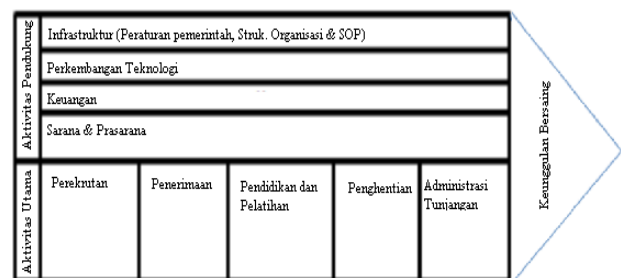 Aktivitas Pendukung
Infrastruktur (Peraturan pemerintah, Struk. Organisasi & SOP)
Perkembangan Teknologi
Keuangan
Sarana & Prasarana
Aktivitas Utama
Perekrutan
Penerimaan
Pendidikan dan
Pelatihan
Penghentian
Administrasi
Tunjangan
Keunggulan Bersaing